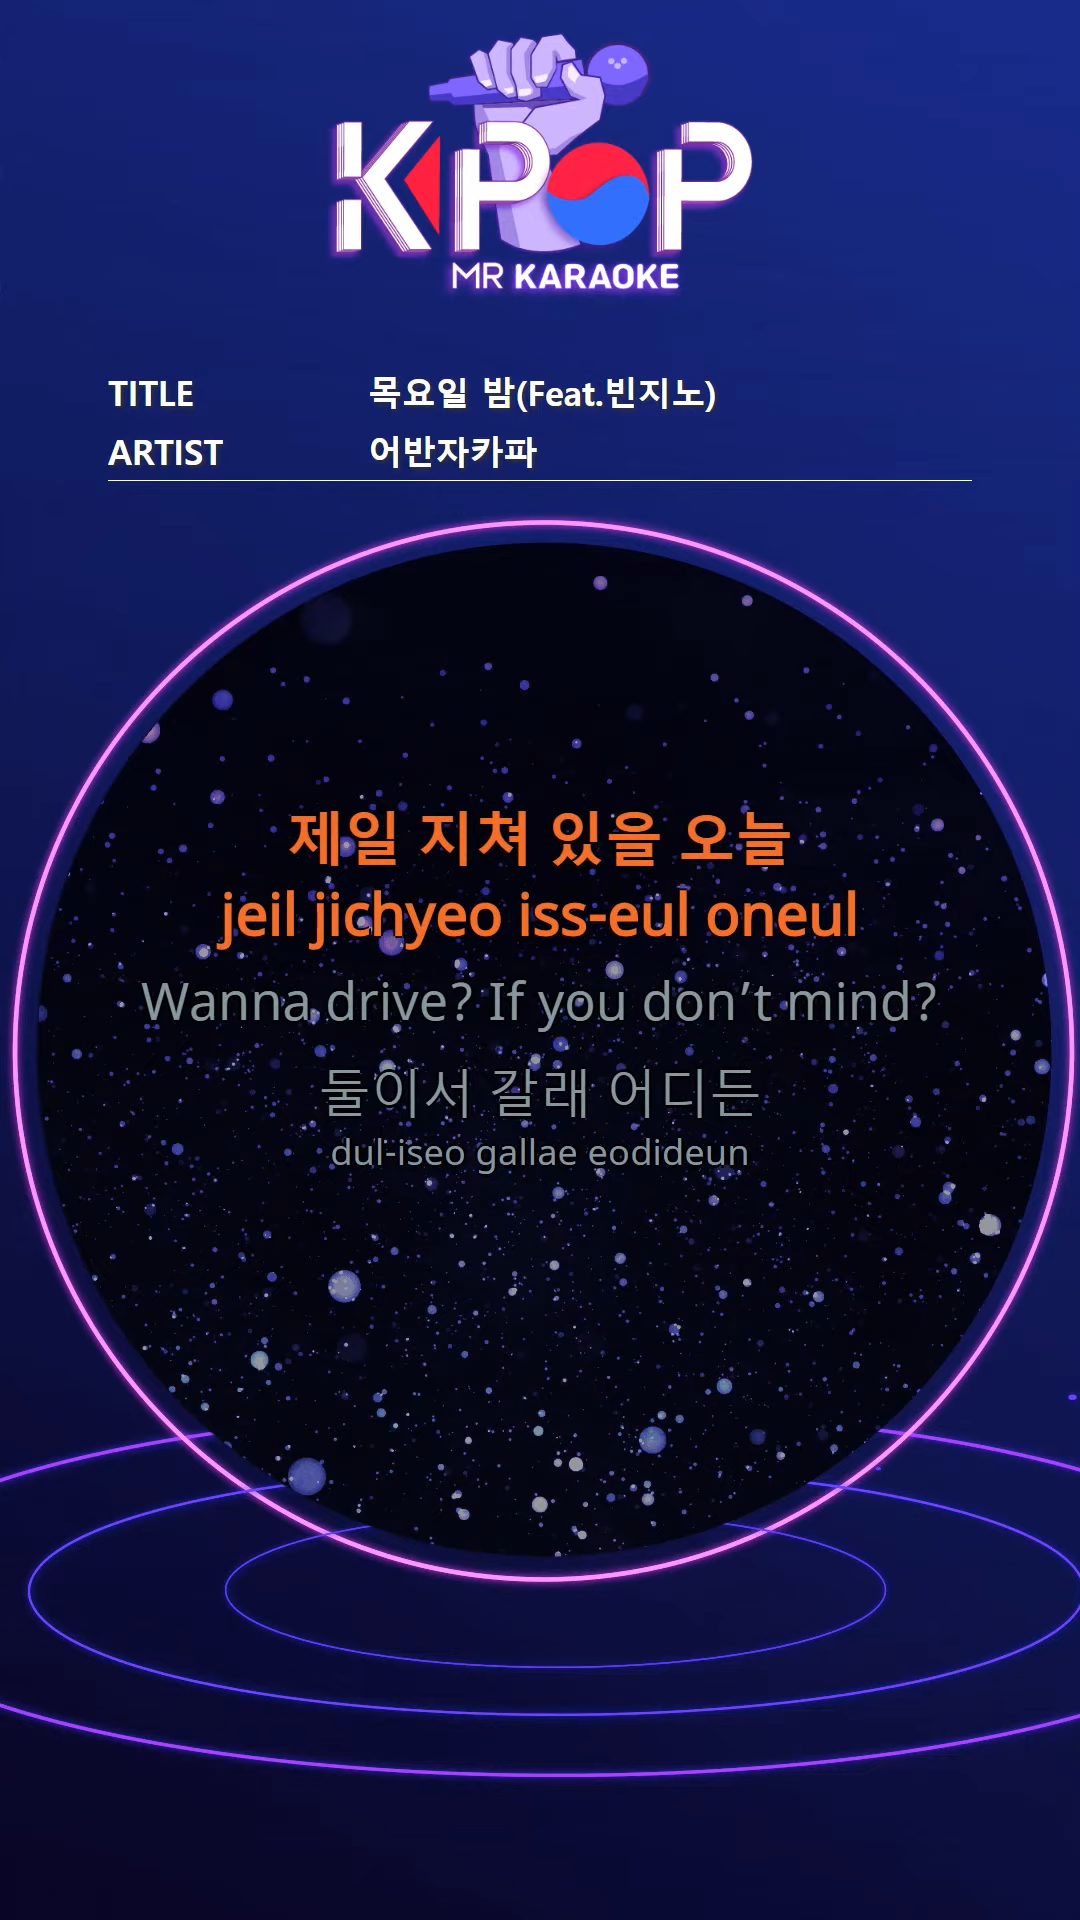 KPOP
MR KARAOKE
TITLE 목요일 밤(Feat.빈지노)
ARTIST 어반자카파
제일 지쳐 있을 오늘
jeil jichyeo iss-eul oneul
Wanna drive? If you don't mind?
둘이서 갈래 어디든
dul-iseo gallae eodideun